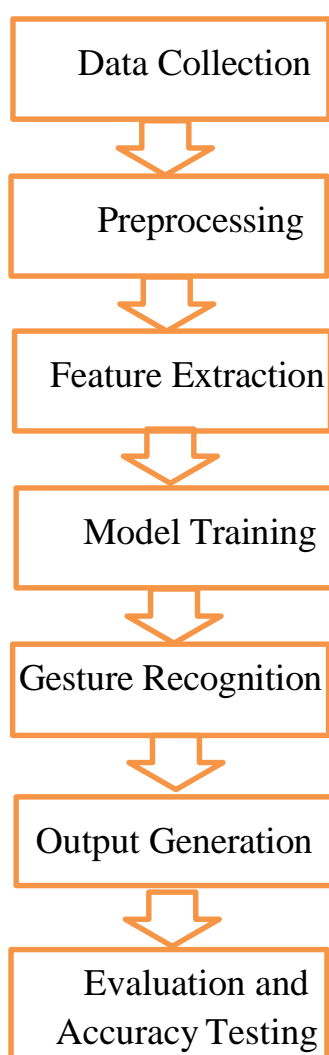 Data Collection
Preprocessing
Feature Extraction
Model Training
Gesture Recognition
Output Generation
Evaluation and
Accuracy Testing